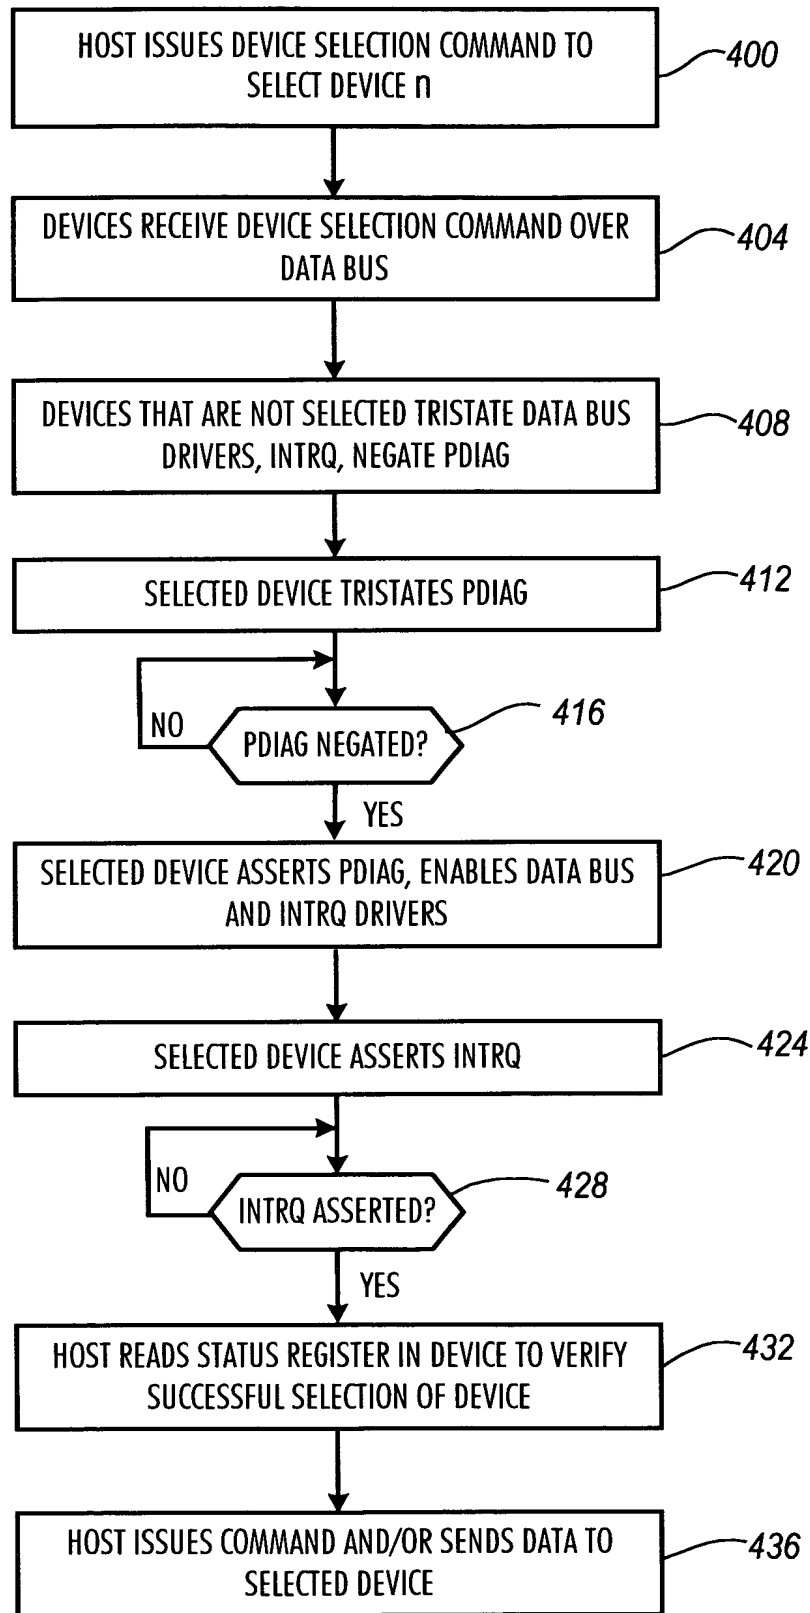 HOST ISSUES DEVICE SELECTION COMMAND TO
SELECT DEVICE n
400
DEVICES RECEIVE DEVICE SELECTION COMMAND OVER
DATA BUS
404
DEVICES THAT ARE NOT SELECTED TRISTATE DATA BUS
DRIVERS, INTRQ, NEGATE PDIAG
408
SELECTED DEVICE TRISTATES PDIAG
412
NO
PDIAG NEGATED?
416
YES
SELECTED DEVICE ASSERTS PDIAG, ENABLES DATA BUS
AND INTRQ DRIVERS
420
SELECTED DEVICE ASSERTS INTRQ
424
NO
INTRQ ASSERTED?
428
YES
HOST READS STATUS REGISTER IN DEVICE TO VERIFY
SUCCESSFUL SELECTION OF DEVICE
432
HOST ISSUES COMMAND AND/OR SENDS DATA TO
SELECTED DEVICE
436